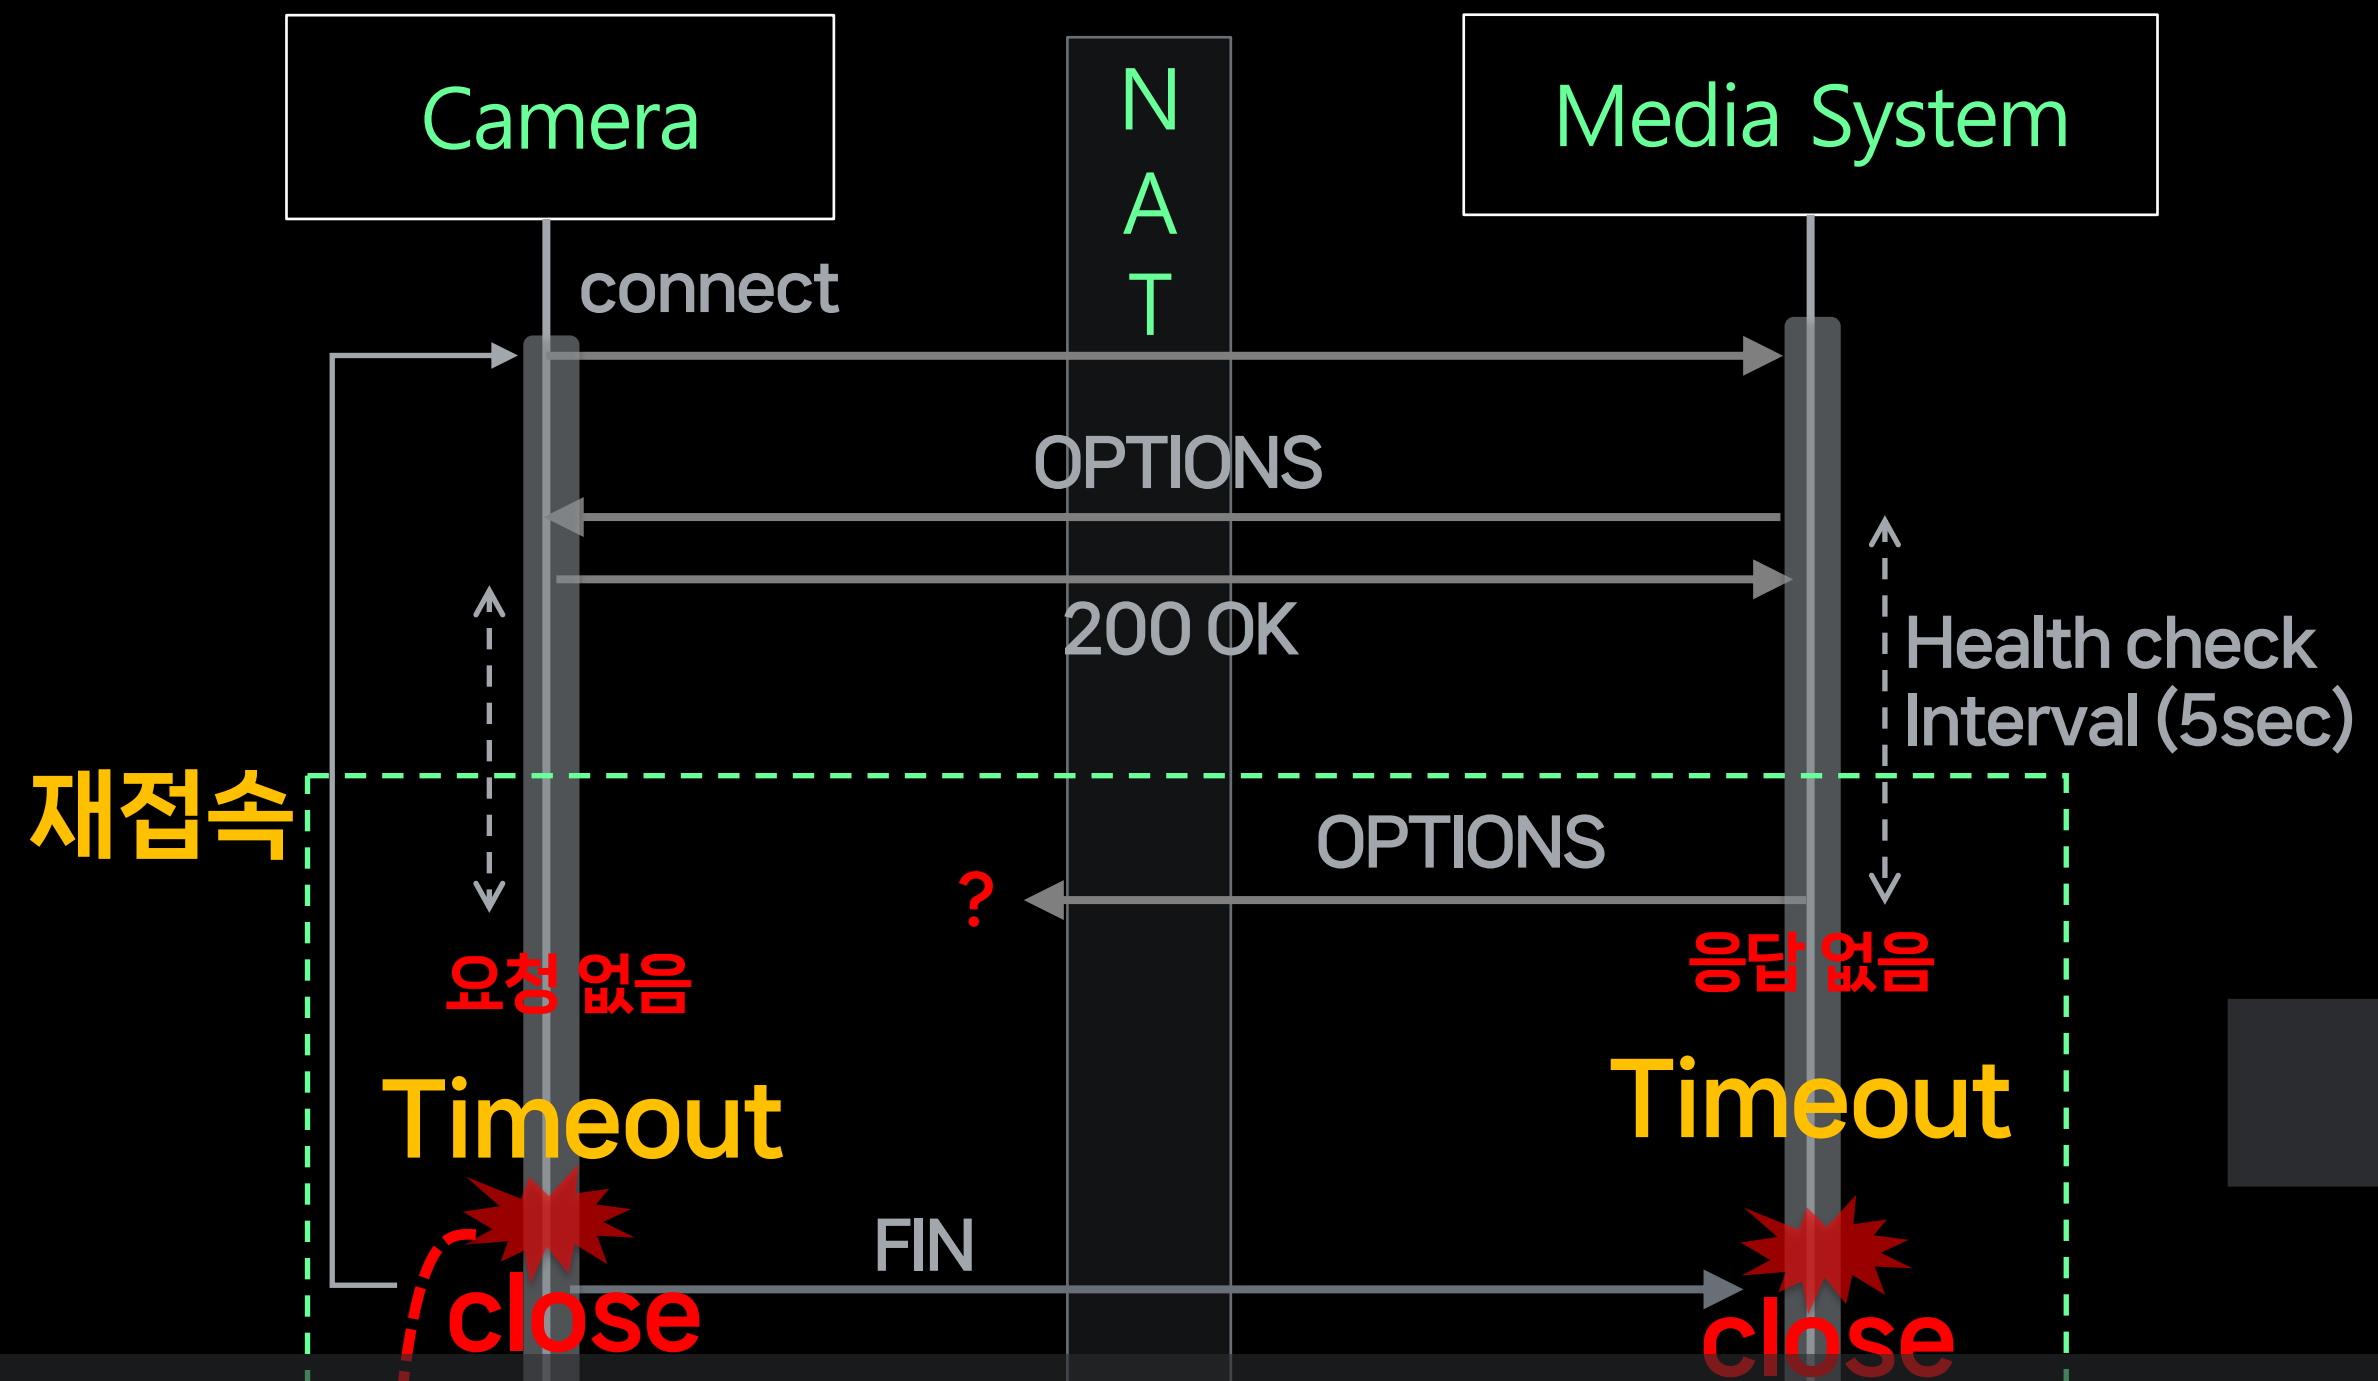 Camera
N
A
T
Media System
connect
OPTIONS
200 OK
Health check
Interval (5sec)
재접속
OPTIONS
?
요청 없음
응답 없음
Timeout
Timeout
FIN
close
close